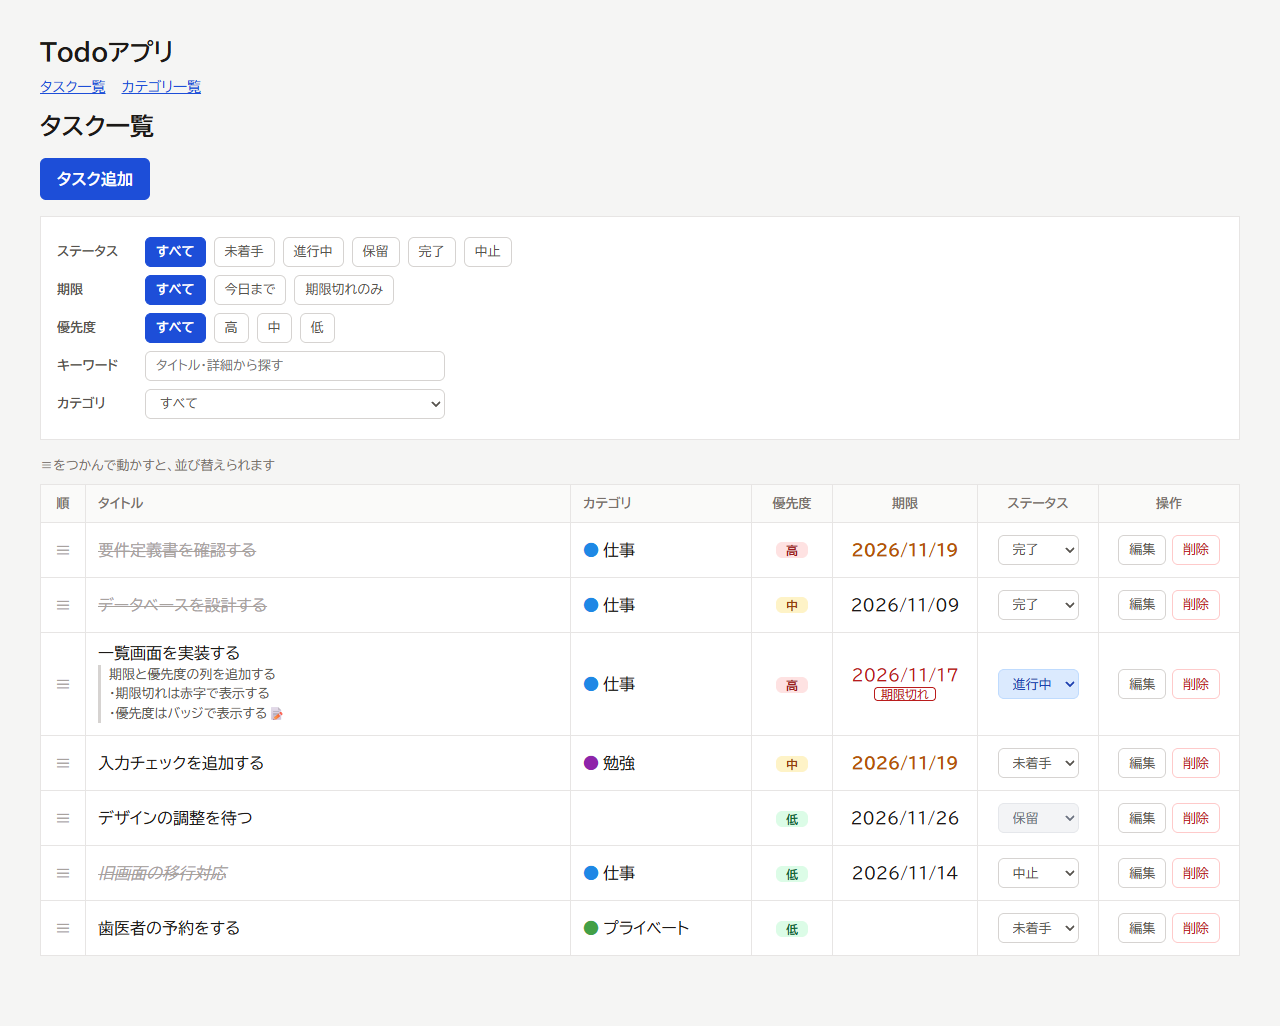 Todoアプリ
タスク一覧 カテゴリ一覧
タスク一覧
タスク追加
ステータス すべて 未着手 進行中 保留 完了 中止
期限 すべて 今日まで 期限切れのみ
優先度 すべて 高 中 低
キーワード タイトル・詳細から探す
カテゴリ すべて
≡をつかんで動かすと、並び替えられます
順 タイトル カテゴリ 優先度 期限 ステータス 操作
≡ 要件定義書を確認する 仕事 高 2026/11/19 完了 編集 削除
≡ データベースを設計する 仕事 中 2026/11/09 完了 編集 削除
≡ 一覧画面を実装する 仕事 高 2026/11/17 進行中 編集 削除
期限と優先度の列を追加する 期限切れ
・期限切れは赤字で表示する
・優先度はバッジで表示する📝
≡ 入力チェックを追加する 勉強 中 2026/11/19 未着手 編集 削除
≡ デザインの調整を待つ 低 2026/11/26 保留 編集 削除
≡ 旧画面の移行対応 仕事 低 2026/11/14 中止 編集 削除
≡ 歯医者の予約をする プライベート 低 未着手 編集 削除